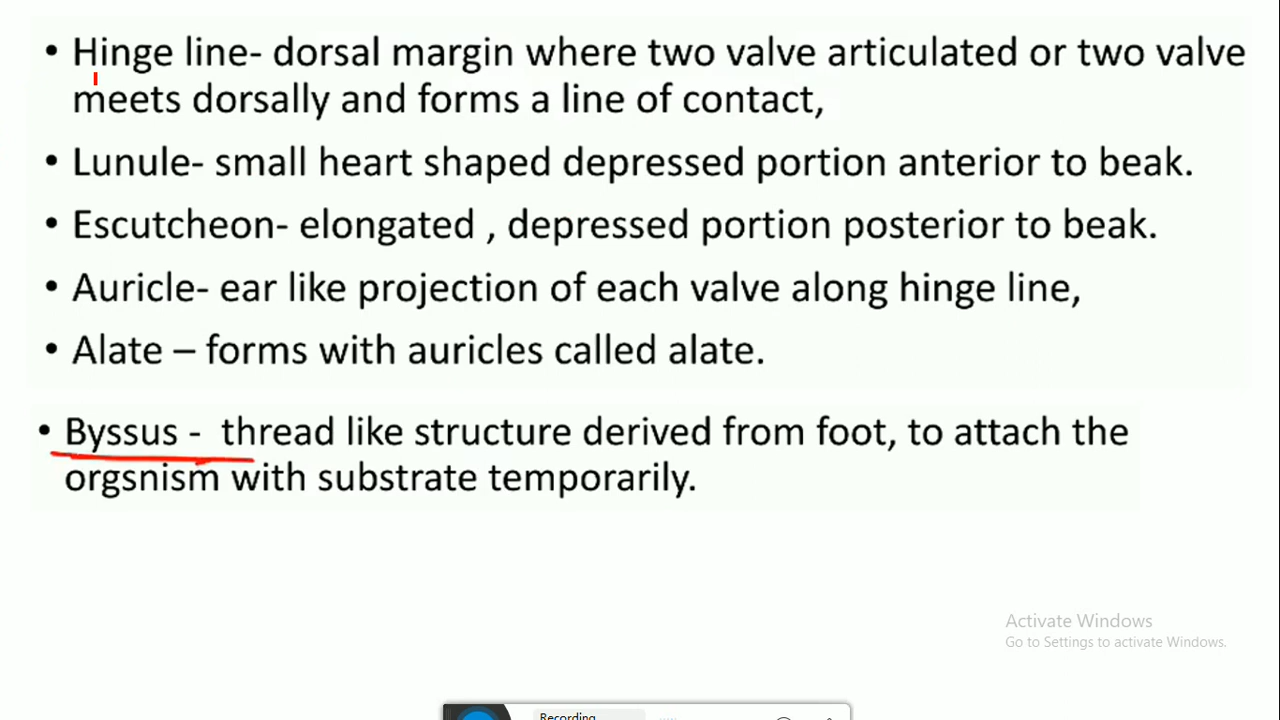 • Hinge line- dorsal margin where two valve articulated or two valve
meets dorsally and forms a line of contact,
• Lunule- small heart shaped depressed portion anterior to beak.
• Escutcheon- elongated , depressed portion posterior to beak.
• Auricle- ear like projection of each valve along hinge line,
• Alate – forms with auricles called alate.
• Byssus - thread like structure derived from foot, to attach the
orgsnism with substrate temporarily.
Activate Windows
Go to Settings to activate Windows.
Recording